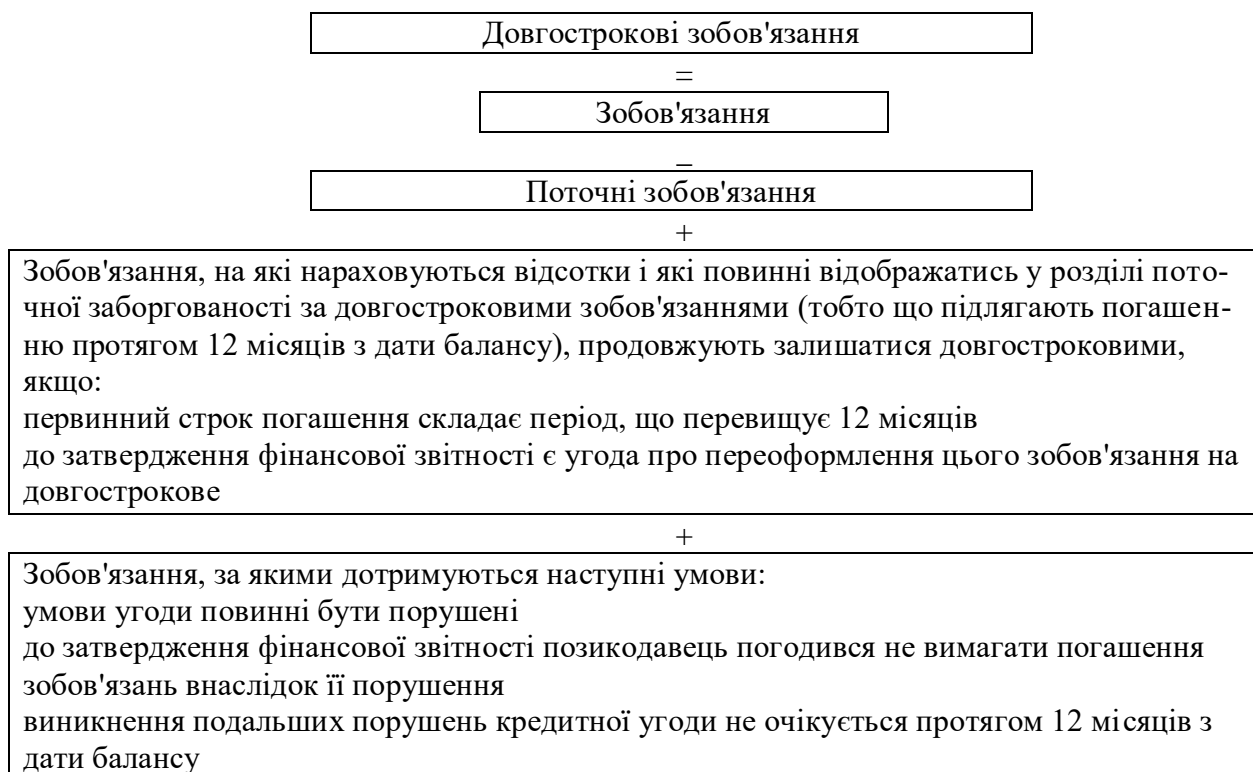 Довгострокові зобов'язання
=
Зобов'язання
–
Поточні зобов'язання
+
Зобов'язання, на які нараховуються відсотки і які повинні відображатись у розділі пото-
чної заборгованості за довгостроковими зобов'язаннями (тобто що підлягають погашен-
ню протягом 12 місяців з дати балансу), продовжують залишатися довгостроковими,
якщо:
первинний строк погашення складає період, що перевищує 12 місяців
до затвердження фінансової звітності є угода про переоформлення цього зобов'язання на
довгострокове
+
Зобов'язання, за якими дотримуються наступні умови:
умови угоди повинні бути порушені
до затвердження фінансової звітності позикодавець погодився не вимагати погашення
зобов'язань внаслідок її порушення
виникнення подальших порушень кредитної угоди не очікується протягом 12 місяців з
дати балансу